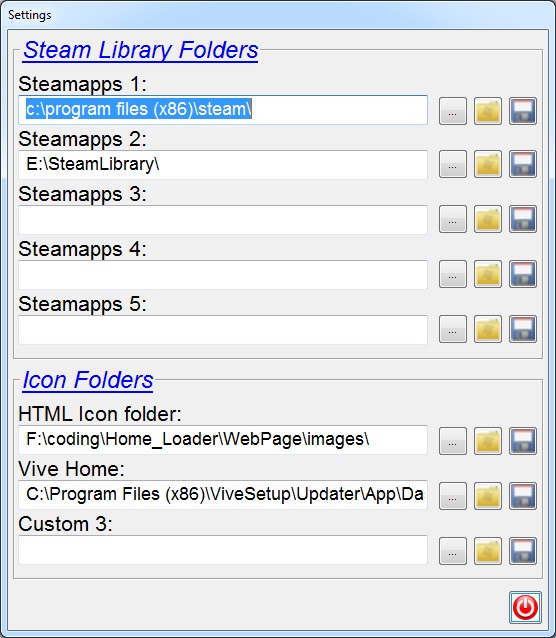 Settings
Steam Library Folders
Steamapps 1:
c:\program files (x86)\steam\
...
Steamapps 2:
E:\SteamLibrary\
...
Steamapps 3:
...
Steamapps 4:
...
Steamapps 5:
...
Icon Folders
HTML Icon folder:
F:\coding\Home_Loader\WebPage\images\
...
Vive Home:
C:\Program Files (x86)\ViveSetup\Updater\App\Da
...
Custom 3:
...